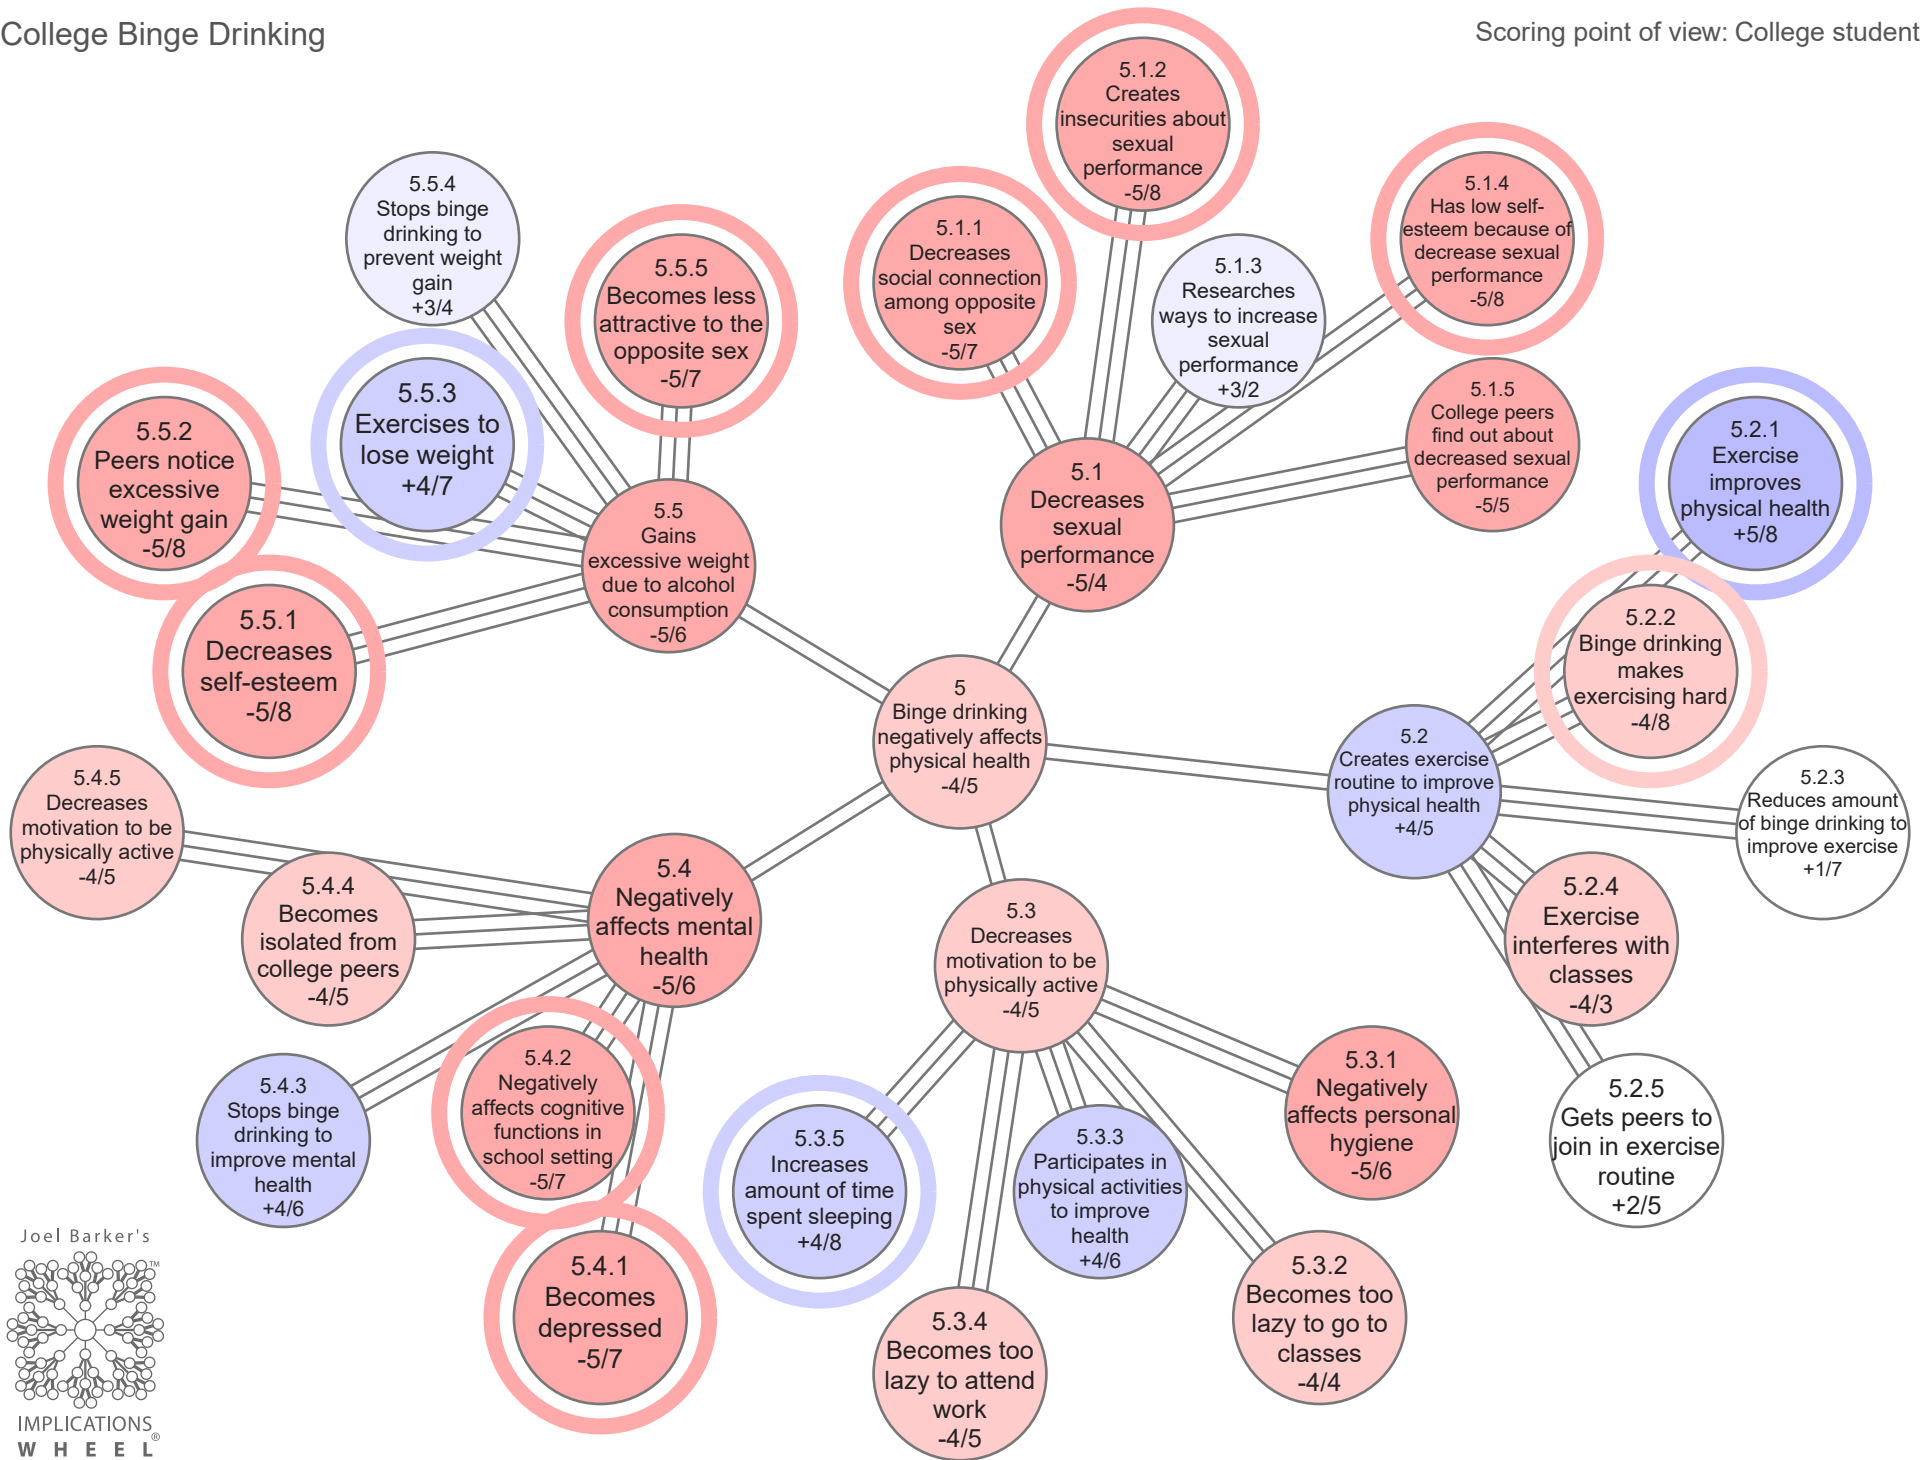 College Binge Drinking
Scoring point of view: College student
5.1.2
Creates
insecurities about
sexual
performance
-5/8
5.1.4
Has low self-
esteem because of
decrease sexual
performance
-5/8
5.5.4
Stops binge
drinking to
prevent weight
gain
+3/4
5.1.1
Decreases
social connection
among opposite
sex
-5/7
5.5.5
Becomes less
attractive to the
opposite sex
-5/7
5.1.3
Researches
ways to increase
sexual
performance
+3/2
5.5.3
Exercises to
lose weight
+4/7
5.1.5
College peers
find out about
decreased sexual
performance
-5/5
5.5.2
Peers notice
excessive
weight gain
-5/8
5.2.1
Exercise
improves
physical health
+5/8
5.1
Decreases
sexual
performance
-5/4
5.5
Gains
excessive weight
due to alcohol
consumption
-5/6
5.5.1
Decreases
self-esteem
-5/8
5.2.2
Binge drinking
makes
exercising hard
-4/8
5
Binge drinking
negatively affects
physical health
-4/5
5.2
Creates exercise
routine to improve
physical health
+4/5
5.4.5
Decreases
motivation to be
physically active
-4/5
5.2.3
Reduces amount
of binge drinking to
improve exercise
+1/7
5.4
Negatively
affects mental
health
-5/6
5.4.4
Becomes
isolated from
college peers
-4/5
5.3
Decreases
motivation to be
physically active
-4/5
5.2.4
Exercise
interferes with
classes
-4/3
5.4.2
Negatively
affects cognitive
functions in
school setting
-5/7
5.3.1
Negatively
affects personal
hygiene
-5/6
5.4.3
Stops binge
drinking to
improve mental
health
+4/6
5.2.5
Gets peers to
join in exercise
routine
+2/5
5.3.5
Increases
amount of time
spent sleeping
+4/8
5.3.3
Participates in
physical activities
to improve
health
+4/6
5.4.1
Becomes
depressed
-5/7
5.3.2
Becomes too
lazy to go to
classes
-4/4
5.3.4
Becomes too
lazy to attend
work
-4/5
Joel Barker's
™
IMPLICATIONS
WHEEL®